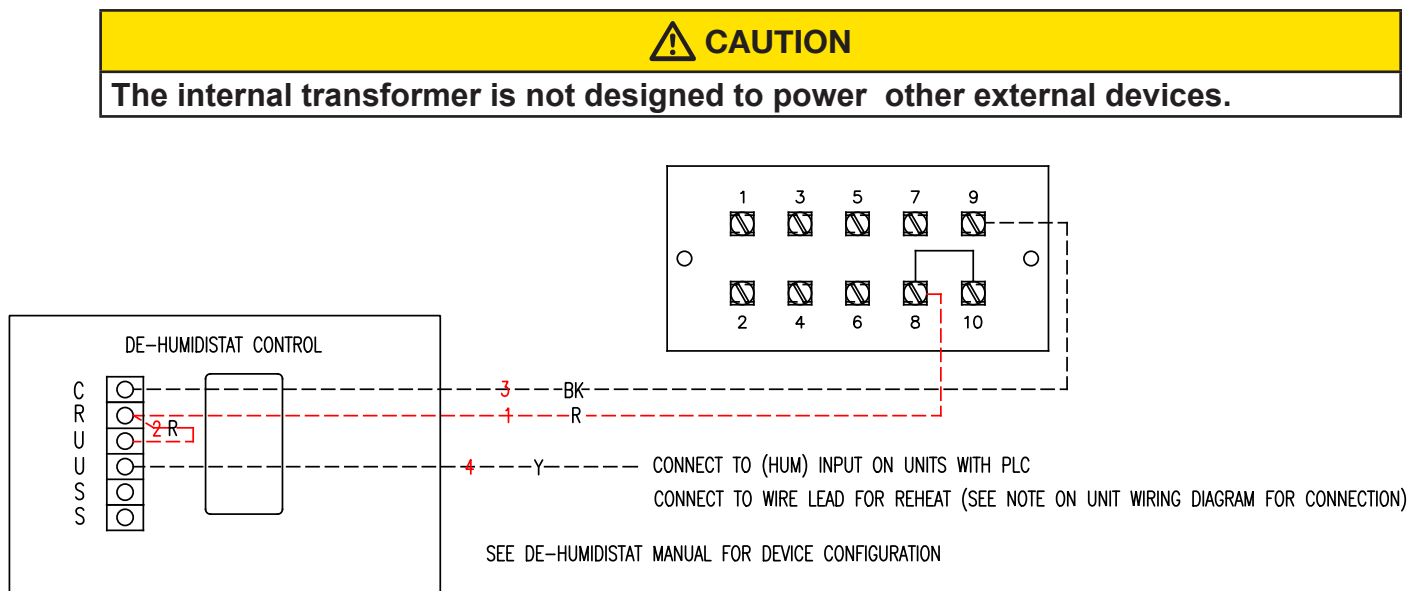 CAUTION
The internal transformer is not designed to power other external devices.
1 3 5 7 9
2 4 6 8 10
DE-HUMIDISTAT CONTROL
C 3 BK
R 1 R
2 R
U
U 4 Y CONNECT TO (HUM) INPUT ON UNITS WITH PLC
S CONNECT TO WIRE LEAD FOR REHEAT (SEE NOTE ON UNIT WIRING DIAGRAM FOR CONNECTION)
S
SEE DE-HUMIDISTAT MANUAL FOR DEVICE CONFIGURATION